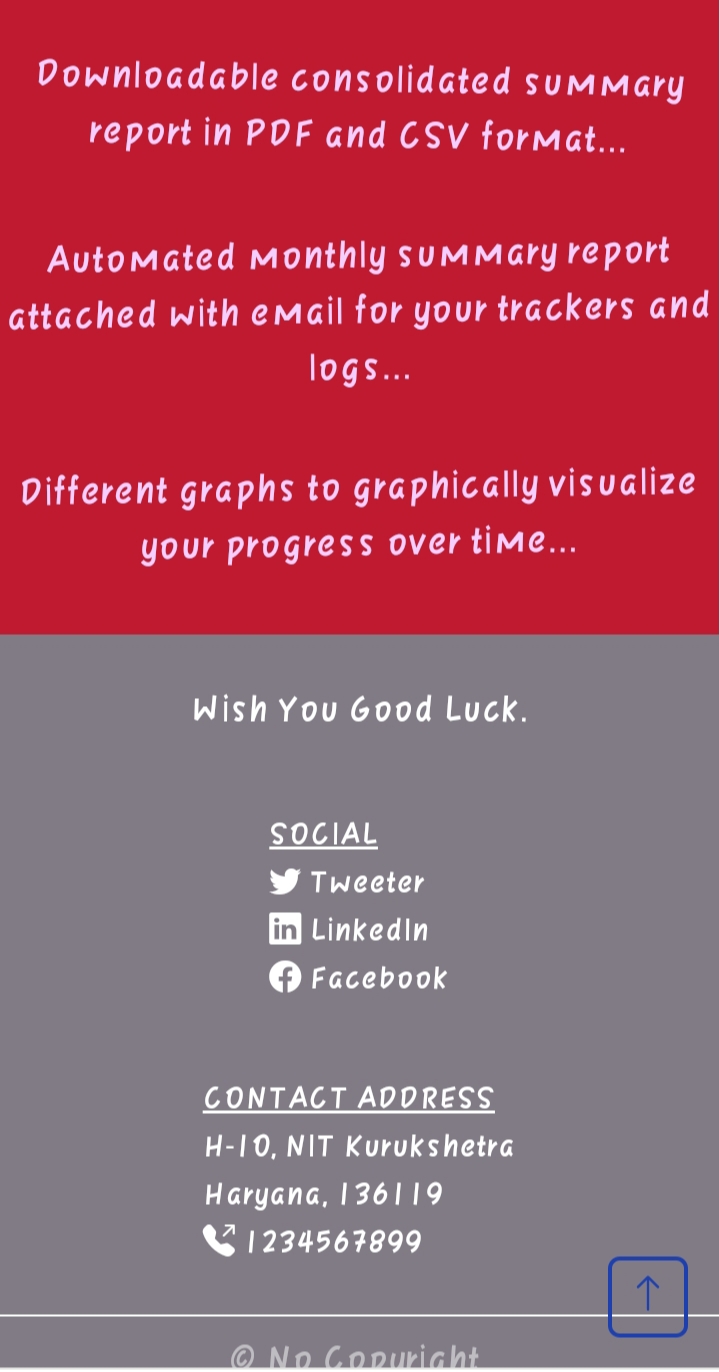 Downloadable consolidated summary
report in PDF and CSV format...
Automated monthly summary report
attached with email for your trackers and
logs...
Different graphs to graphically visualize
your progress over time...
Wish You Good Luck.
SOCIAL
Tweeter
LinkedIn
Facebook
CONTACT ADDRESS
H-10, NIT Kurukshetra
Haryana, 136119
1234567899
© No Copyright